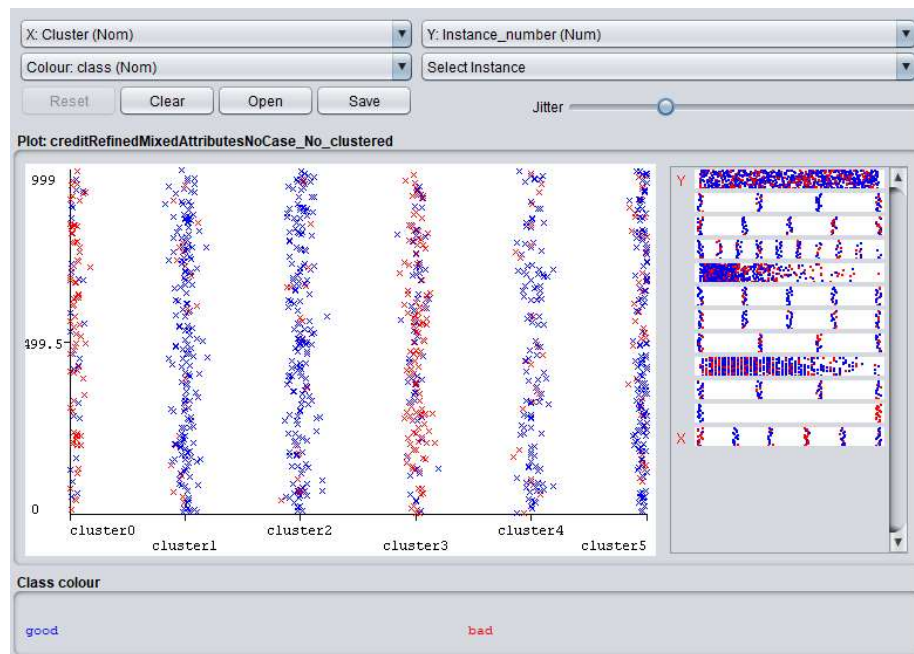 X: Cluster (Nom)
Y: Instance_number (Num)
Colour: class (Nom)
Select Instance
Reset
Clear
Open
Save
Jitter
Plot: creditRefinedMixedAttributesNoCase_No_clustered
999
499.5
0
cluster0
cluster1
cluster2
cluster3
cluster4
cluster5
Y
X
Class colour
good
bad